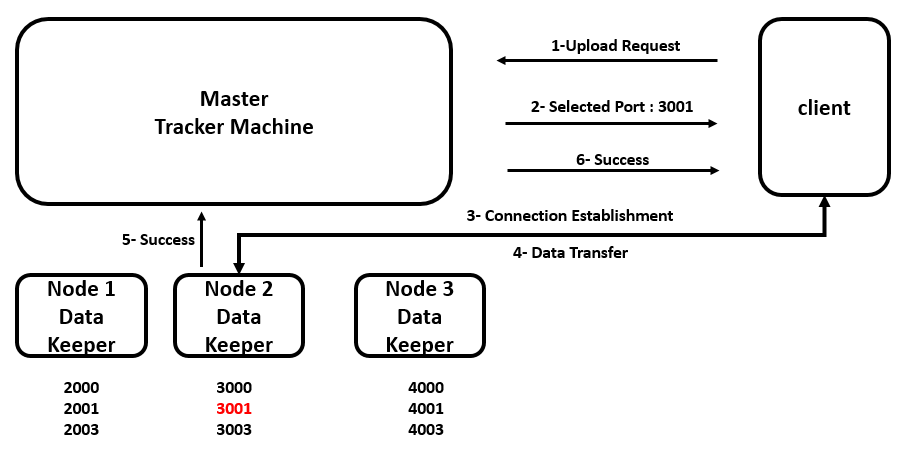 Master
Tracker Machine
client
1-Upload Request
2- Selected Port : 3001
6- Success
3- Connection Establishment
4- Data Transfer
5- Success
Node 1
Data
Keeper
Node 2
Data
Keeper
Node 3
Data
Keeper
2000
2001
2003
3000
3001
3003
4000
4001
4003